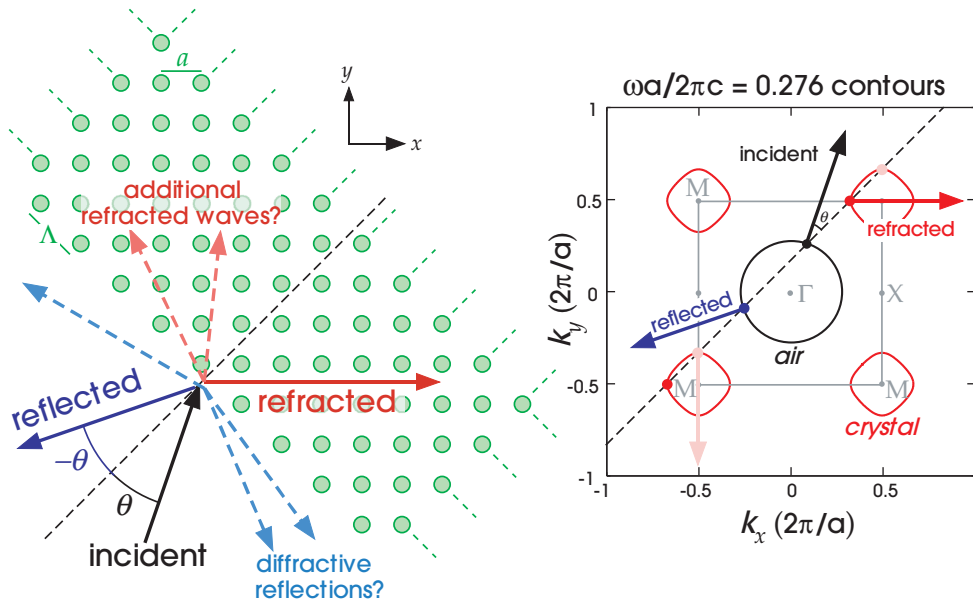 a
y
x
additional
refracted waves?
Λ
reflected
refracted
−θ
θ
incident
diffractive
reflections?
ωa/2πc = 0.276 contours
1
0.5
0
-0.5
-1
k_y (2π/a)
incident
θ
M
M
refracted
Γ
X
reflected
air
M
M
crystal
-1
-0.5
0
0.5
k_x (2π/a)